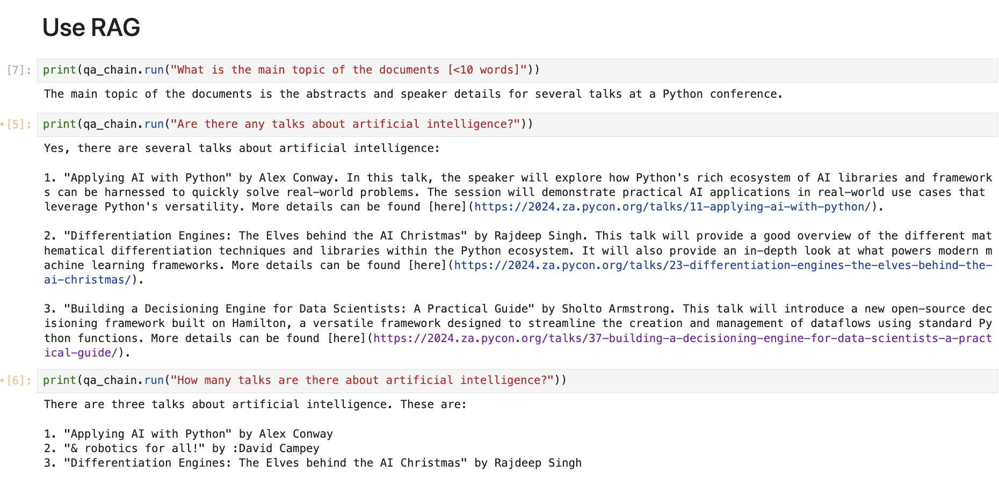 Use RAG
[7]: print(qa_chain.run("What is the main topic of the documents [<10 words]"))
The main topic of the documents is the abstracts and speaker details for several talks at a Python conference.
•[5]: print(qa_chain.run("Are there any talks about artificial intelligence?"))
Yes, there are several talks about artificial intelligence:
1. "Applying AI with Python" by Alex Conway. In this talk, the speaker will explore how Python's rich ecosystem of AI libraries and framework
s can be harnessed to quickly solve real-world problems. The session will demonstrate practical AI applications in real-world use cases that
leverage Python's versatility. More details can be found [here](https://2024.za.pycon.org/talks/11-applying-ai-with-python/).
2. "Differentiation Engines: The Elves behind the AI Christmas" by Rajdeep Singh. This talk will provide a good overview of the different mat
hematical differentiation techniques and libraries within the Python ecosystem. It will also provide an in-depth look at what powers modern m
achine learning frameworks. More details can be found [here](https://2024.za.pycon.org/talks/23-differentiation-engines-the-elves-behind-the-
ai-christmas/).
3. "Building a Decisioning Engine for Data Scientists: A Practical Guide" by Sholto Armstrong. This talk will introduce a new open-source dec
isioning framework built on Hamilton, a versatile framework designed to streamline the creation and management of dataflows using standard Py
thon functions. More details can be found [here](https://2024.za.pycon.org/talks/37-building-a-decisioning-engine-for-data-scientists-a-pract
ical-guide/).
•[6]: print(qa_chain.run("How many talks are there about artificial intelligence?"))
There are three talks about artificial intelligence. These are:
1. "Applying AI with Python" by Alex Conway
2. "& robotics for all!" by :David Campey
3. "Differentiation Engines: The Elves behind the AI Christmas" by Rajdeep Singh